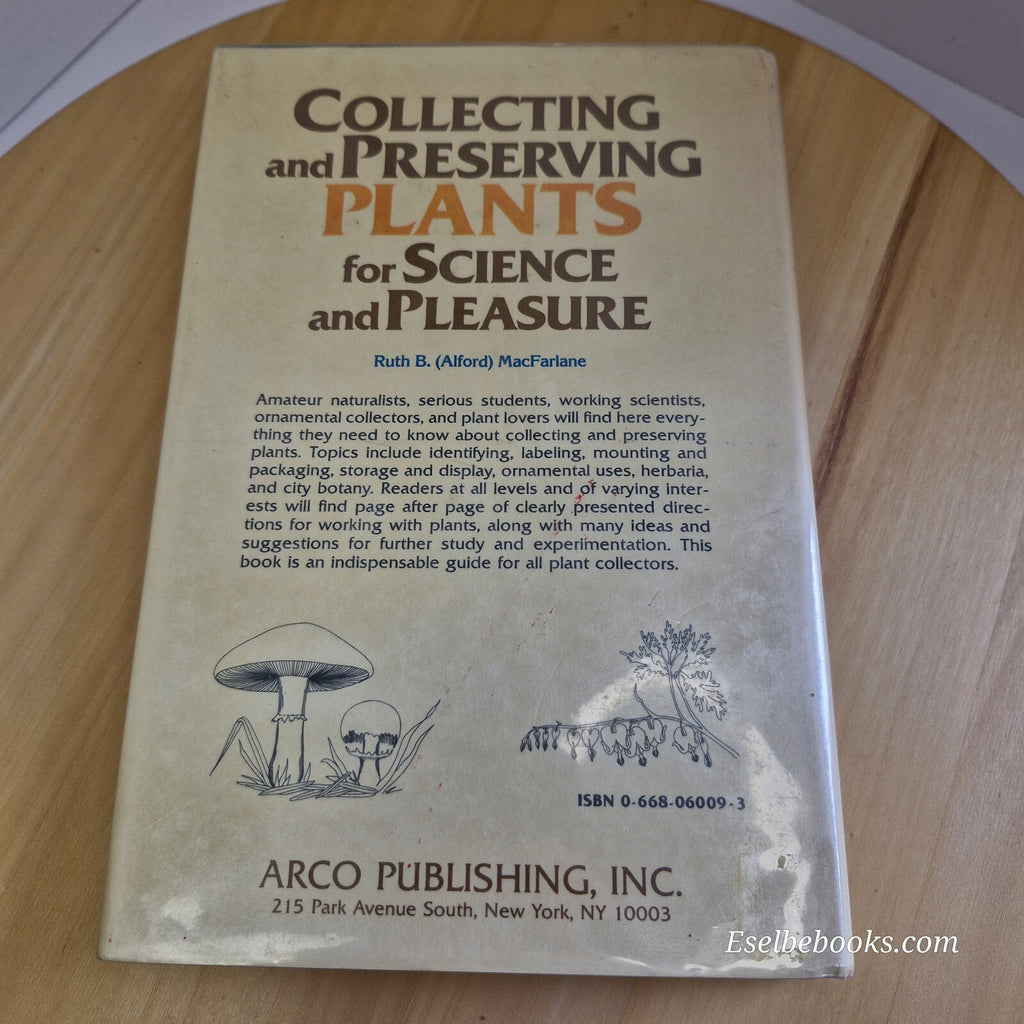 COLLECTING
and PRESERVING
PLANTS
for SCIENCE
and PLEASURE
Ruth B. (Alford) MacFarlane
Amateur naturalists, serious students, working scientists,
ornamental collectors, and plant lovers will find here every-
thing they need to know about collecting and preserving
plants. Topics include identifying, labeling, mounting and
packaging, storage and display, ornamental uses, herbaria,
and city botany. Readers at all levels and of varying inter-
ests will find page after page of clearly presented direc-
tions for working with plants, along with many ideas and
suggestions for further study and experimentation. This
book is an indispensable guide for all plant collectors.
ISBN 0-668-06009-3
ARCO PUBLISHING, INC.
215 Park Avenue South, New York, NY 10003
Eselbebooks.com